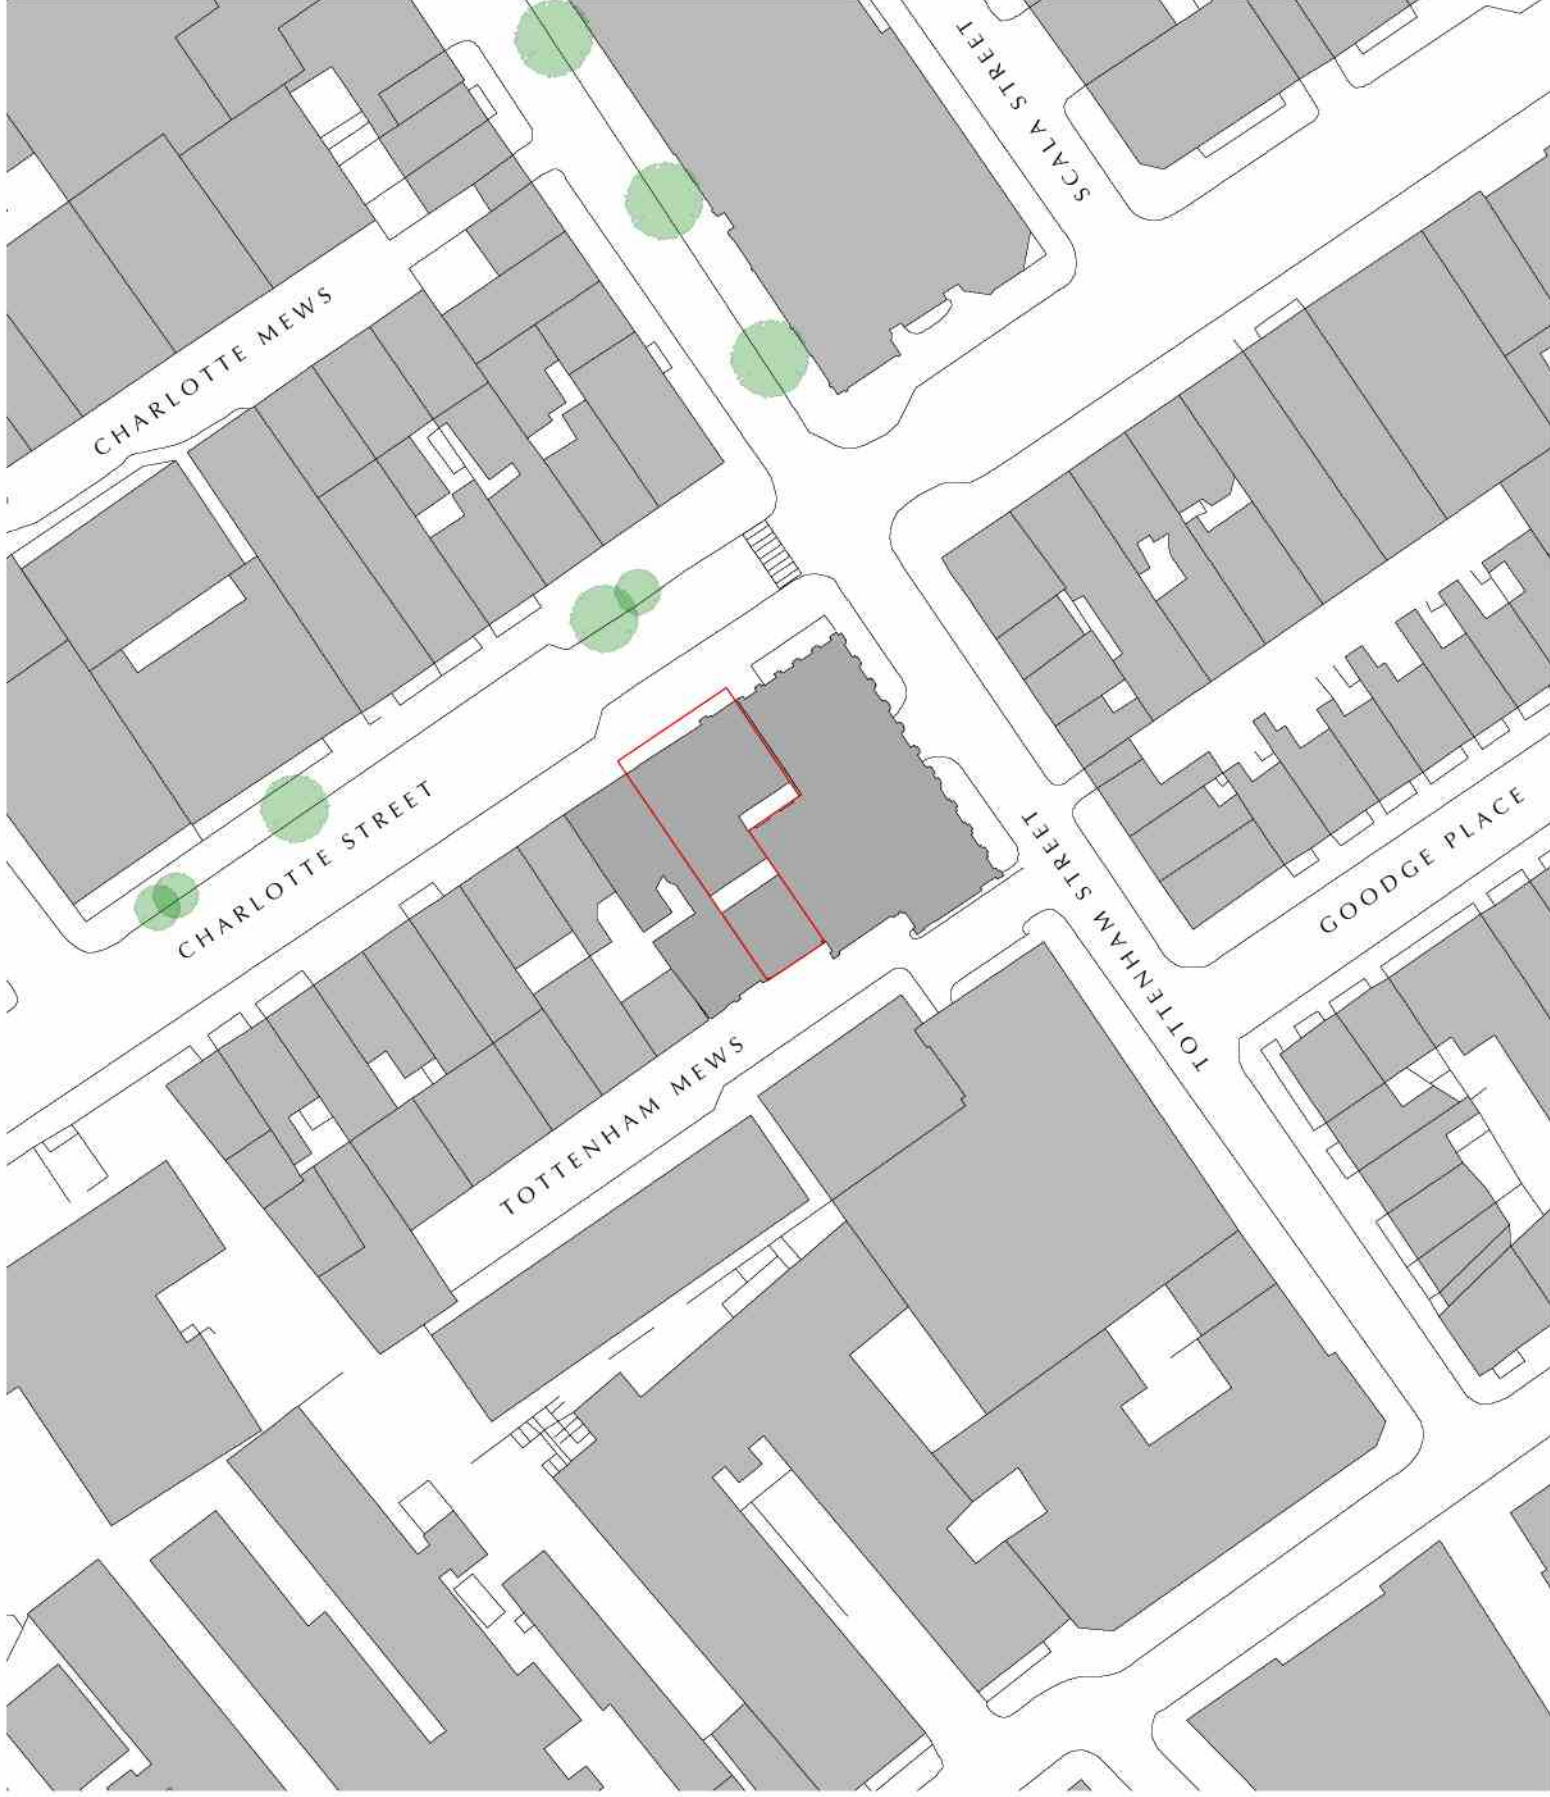 SCALA STREET
CHARLOTTE MEWS
CHARLOTTE STREET
GOODGE PLACE
TOTTENHAM STREET
TOTTENHAM MEWS